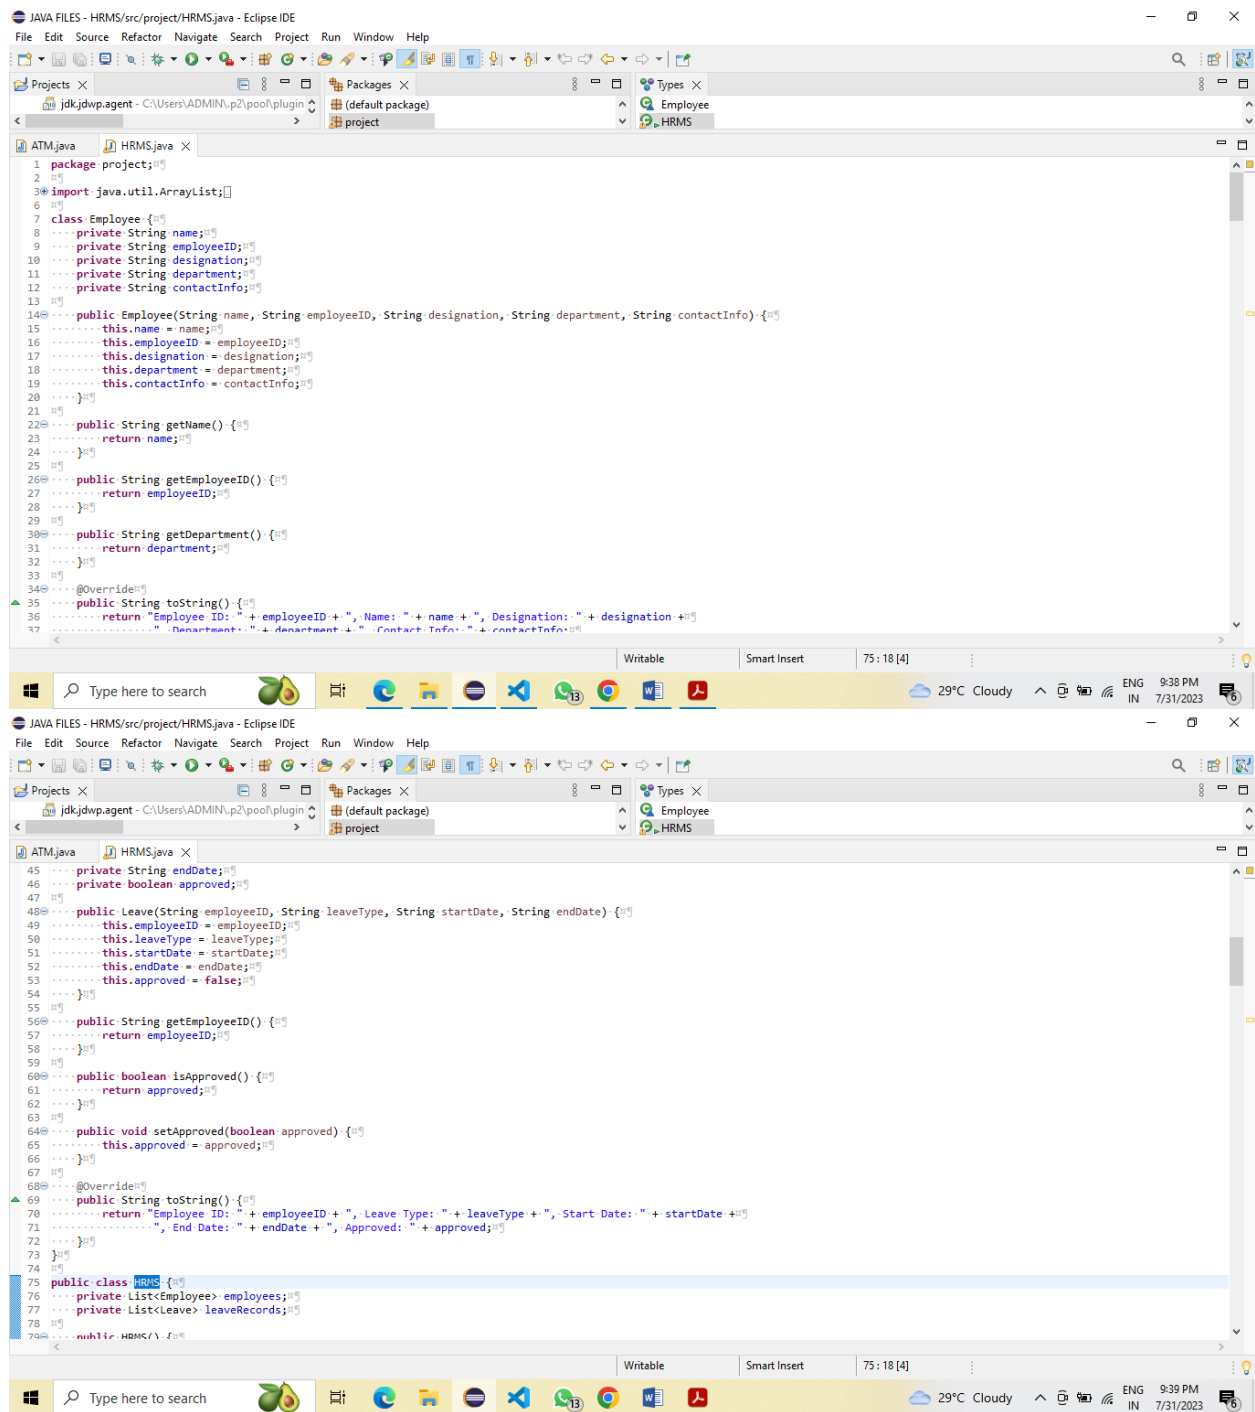 JAVA FILES - HRMS/src/project/HRMS.java - Eclipse IDE
File Edit Source Refactor Navigate Search Project Run Window Help
Projects Packages Types
jdk.jdwp.agent - C:\Users\ADMIN\.p2\pool\plugin (default package) Employee
project HRMS
ATM.java HRMS.java
1 package project;
2
3 import java.util.ArrayList;
6
7 class Employee {
8 private String name;
9 private String employeeID;
10 private String designation;
11 private String department;
12 private String contactInfo;
13
14 public Employee(String name, String employeeID, String designation, String department, String contactInfo) {
15 this.name = name;
16 this.employeeID = employeeID;
17 this.designation = designation;
18 this.department = department;
19 this.contactInfo = contactInfo;
20 }
21
22 public String getName() {
23 return name;
24 }
25
26 public String getEmployeeID() {
27 return employeeID;
28 }
29
30 public String getDepartment() {
31 return department;
32 }
33
34 @Override
35 public String toString() {
36 return "Employee ID: " + employeeID + ", Name: " + name + ", Designation: " + designation +
37 ", Department: " + department + ", Contact Info: " + contactInfo;
Writable Smart Insert 75 : 18 [4]
Type here to search 13 29°C Cloudy ENG 9:38 PM
IN 7/31/2023 6
JAVA FILES - HRMS/src/project/HRMS.java - Eclipse IDE
File Edit Source Refactor Navigate Search Project Run Window Help
Projects Packages Types
jdk.jdwp.agent - C:\Users\ADMIN\.p2\pool\plugin (default package) Employee
project HRMS
ATM.java HRMS.java
45 private String endDate;
46 private boolean approved;
47
48 public Leave(String employeeID, String leaveType, String startDate, String endDate) {
49 this.employeeID = employeeID;
50 this.leaveType = leaveType;
51 this.startDate = startDate;
52 this.endDate = endDate;
53 this.approved = false;
54 }
55
56 public String getEmployeeID() {
57 return employeeID;
58 }
59
60 public boolean isApproved() {
61 return approved;
62 }
63
64 public void setApproved(boolean approved) {
65 this.approved = approved;
66 }
67
68 @Override
69 public String toString() {
70 return "Employee ID: " + employeeID + ", Leave Type: " + leaveType + ", Start Date: " + startDate +
71 ", End Date: " + endDate + ", Approved: " + approved;
72 }
73 }
74
75 public class HRMS {
76 private List<Employee> employees;
77 private List<Leave> leaveRecords;
78
79 public HRMS() {
Writable Smart Insert 75 : 18 [4]
Type here to search 13 29°C Cloudy ENG 9:39 PM
IN 7/31/2023 6